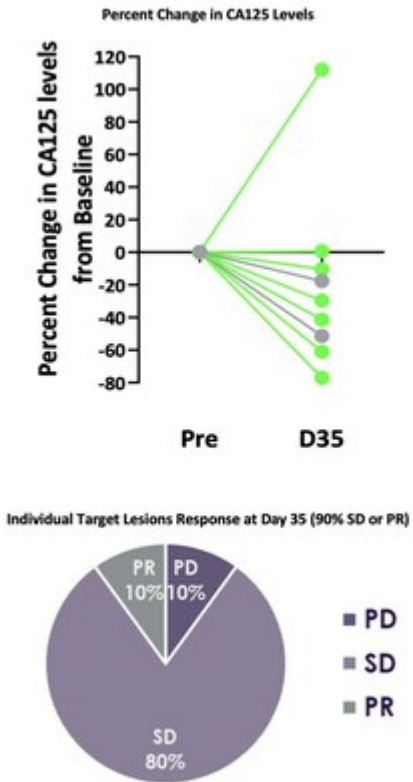 Percent Change in CA125 Levels
Percent Change in CA125 levels
from Baseline
120
100
80
60
40
20
0
-20
-40
-60
-80
Pre D35
Individual Target Lesions Response at Day 35 (90% SD or PR)
PR PD
10% 10%
SD
80%
PD
SD
PR